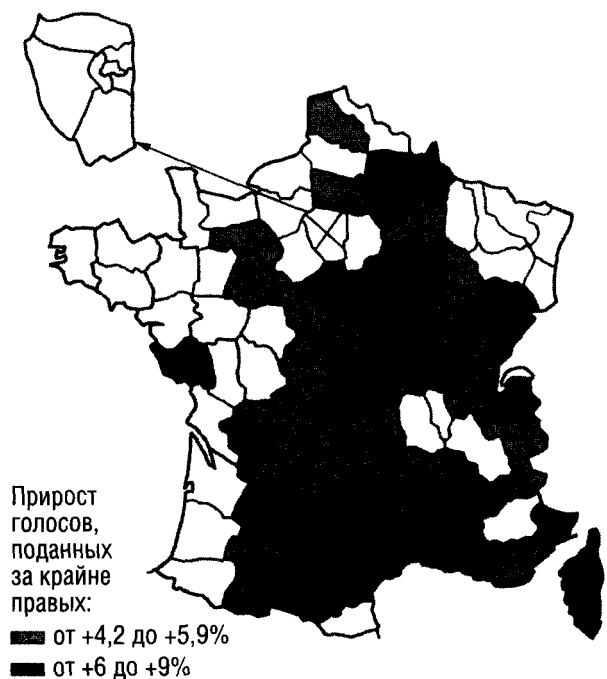 Прирост
голосов,
поданных
за крайне
правых:
от +4,2 до +5,9%
от +6 до +9%